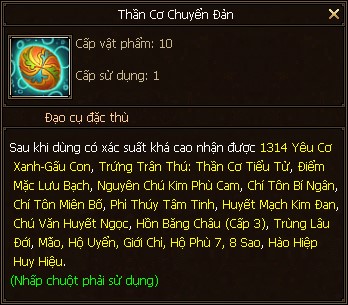 Thần Cơ Chuyển Đản
Cấp vật phẩm: 10
Cấp sử dụng: 1
Đạo cụ đặc thù
Sau khi dùng có xác suất khá cao nhận được 1314 Yêu Cơ
Xanh-Gấu Con, Trứng Trân Thú: Thần Cơ Tiểu Tử, Điểm
Mặc Lưu Bạch, Nguyên Chú Kim Phù Cam, Chí Tôn Bí Ngân,
Chí Tôn Miên Bố, Phi Thúy Tâm Tinh, Huyết Mạch Kim Đan,
Chú Văn Huyết Ngọc, Hồn Băng Châu (Cấp 3), Trùng Lâu
Đới, Mão, Hộ Uyển, Giới Chỉ, Hộ Phù 7, 8 Sao, Hào Hiệp
Huy Hiệu.
(Nhấp chuột phải sử dụng)